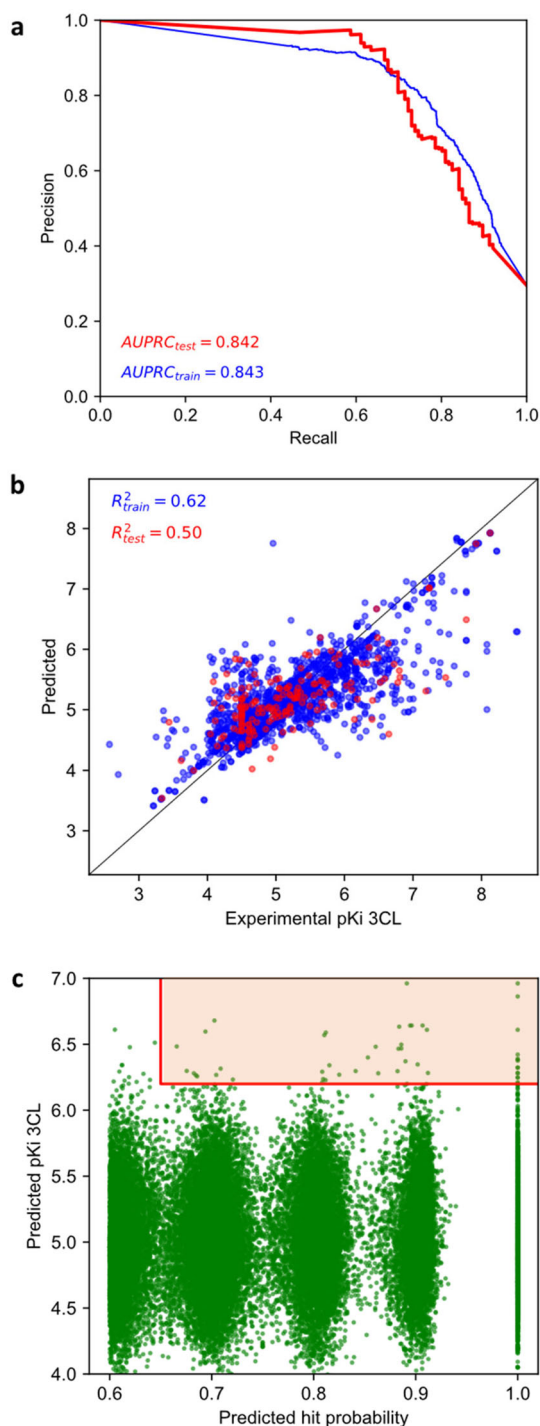 a
1.0
0.8
0.6
0.4
0.2
0.0
Precision
AUPRC_test = 0.842
AUPRC_train = 0.843
0.0 0.2 0.4 0.6 0.8 1.0
Recall
b
R²_train = 0.62
R²_test = 0.50
8
7
6
5
4
3
Predicted
3 4 5 6 7 8
Experimental pKi 3CL
c
7.0
6.5
6.0
5.5
5.0
4.5
4.0
Predicted pKi 3CL
0.6 0.7 0.8 0.9 1.0
Predicted hit probability